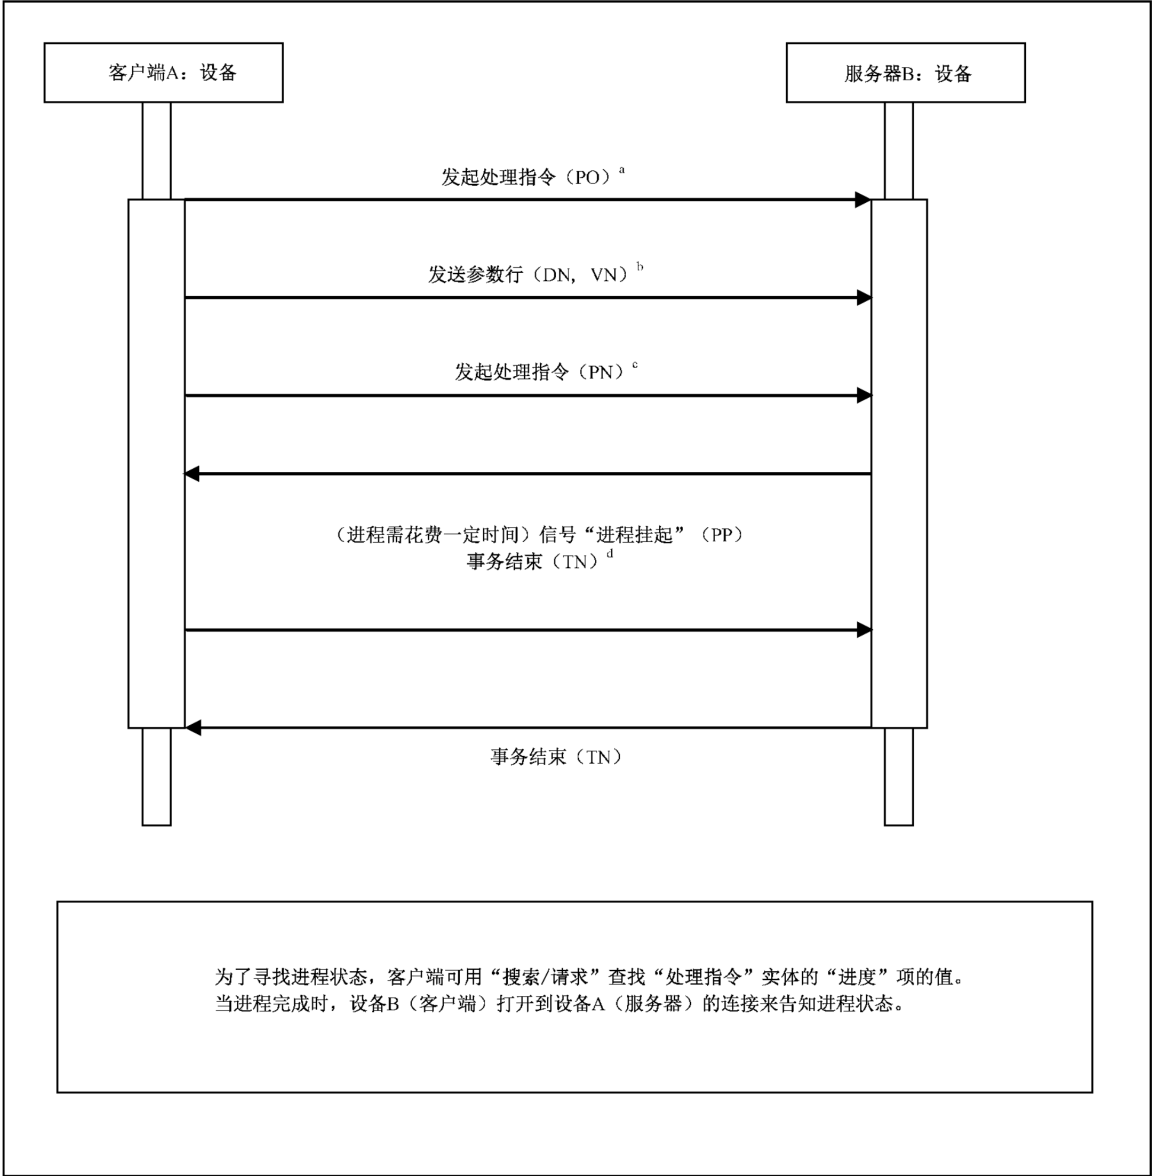 客户端A：设备
服务器B：设备
发起处理指令（PO）a
发送参数行（DN，VN）b
发起处理指令（PN）c
（进程需花费一定时间）信号“进程挂起”（PP）
事务结束（TN）d
事务结束（TN）
为了寻找进程状态，客户端可用“搜索/请求”查找“处理指令”实体的“进度”项的值。
当进程完成时，设备B（客户端）打开到设备A（服务器）的连接来告知进程状态。